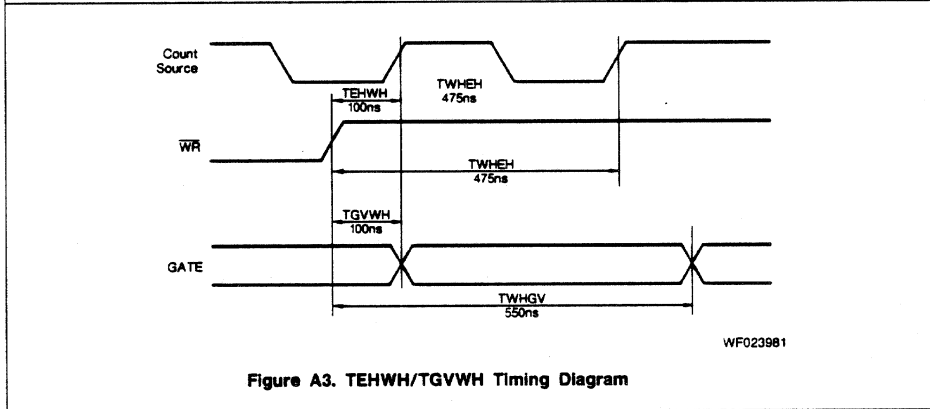 Count
Source
TEHWH
100ns
TWHEH
475ns
WR
TWHEH
475ns
TGVWH
100ns
GATE
TWHGV
550ns
WF023981
Figure A3. TEHWH/TGVWH Timing Diagram